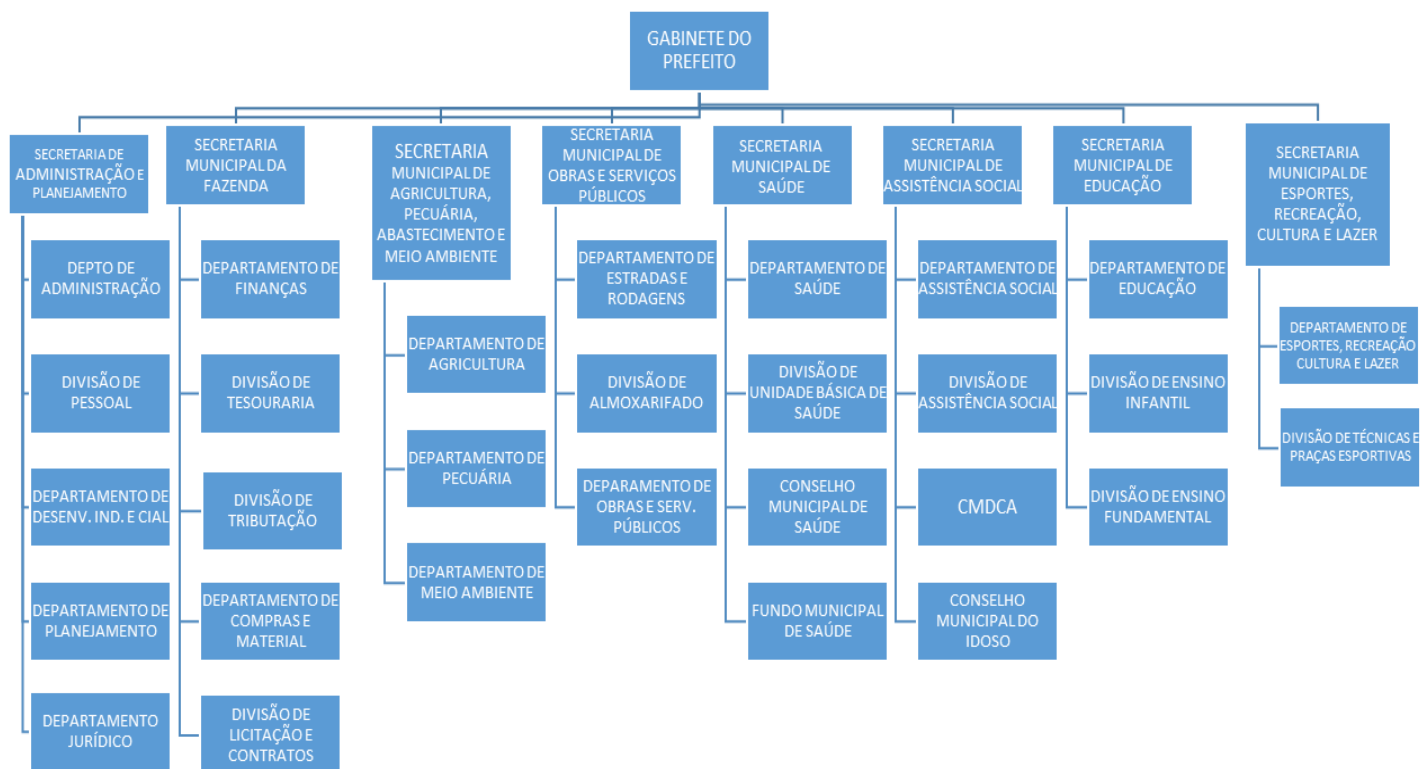 GABINETE DO
PREFEITO
SECRETARIA DE
ADMINISTRAÇÃO E
PLANEJAMENTO
DEPTO DE
ADMINISTRAÇÃO
DIVISÃO DE
PESSOAL
DEPARTAMENTO DE
DESENV. IND. E CIAL
DEPARTAMENTO DE
PLANEJAMENTO
DEPARTAMENTO
JURÍDICO
SECRETARIA
MUNICIPAL DA
FAZENDA
DEPARTAMENTO DE
FINANÇAS
DIVISÃO DE
TESOURARIA
DIVISÃO DE
TRIBUTAÇÃO
DEPARTAMENTO DE
COMPRAS E
MATERIAL
DIVISÃO DE
LICITAÇÃO E
CONTRATOS
SECRETARIA
MUNICIPAL DE
AGRICULTURA,
PECUÁRIA,
ABASTECIMENTO E
MEIO AMBIENTE
DEPARTAMENTO DE
AGRICULTURA
DEPARTAMENTO DE
PECUÁRIA
DEPARTAMENTO DE
MEIO AMBIENTE
SECRETARIA
MUNICIPAL DE
OBRAS E SERVIÇOS
PÚBLICOS
DEPARTAMENTO DE
ESTRADAS E
RODAGENS
DIVISÃO DE
ALMOXARIFADO
DEPARAMENTO DE
OBRAS E SERV.
PÚBLICOS
SECRETARIA
MUNICIPAL DE
SAÚDE
DEPARTAMENTO DE
SAÚDE
DIVISÃO DE
UNIDADE BÁSICA DE
SAÚDE
CONSELHO
MUNICIPAL DE
SAÚDE
FUNDO MUNICIPAL
DE SAÚDE
SECRETARIA
MUNICIPAL DE
ASSISTÊNCIA SOCIAL
DEPARTAMENTO DE
ASSISTÊNCIA SOCIAL
DIVISÃO DE
ASSISTÊNCIA SOCIAL
CMDCA
CONSELHO
MUNICIPAL DO
IDOSO
SECRETARIA
MUNICIPAL DE
EDUCAÇÃO
DEPARTAMENTO DE
EDUCAÇÃO
DIVISÃO DE ENSINO
INFANTIL
DIVISÃO DE ENSINO
FUNDAMENTAL
SECRETARIA
MUNICIPAL DE
ESPORTES,
RECREAÇÃO,
CULTURA E LAZER
DEPARTAMENTO DE
ESPORTES, RECREAÇÃO
CULTURA E LAZER
DIVISÃO DE TÉCNICAS E
PRAÇAS ESPORTIVAS